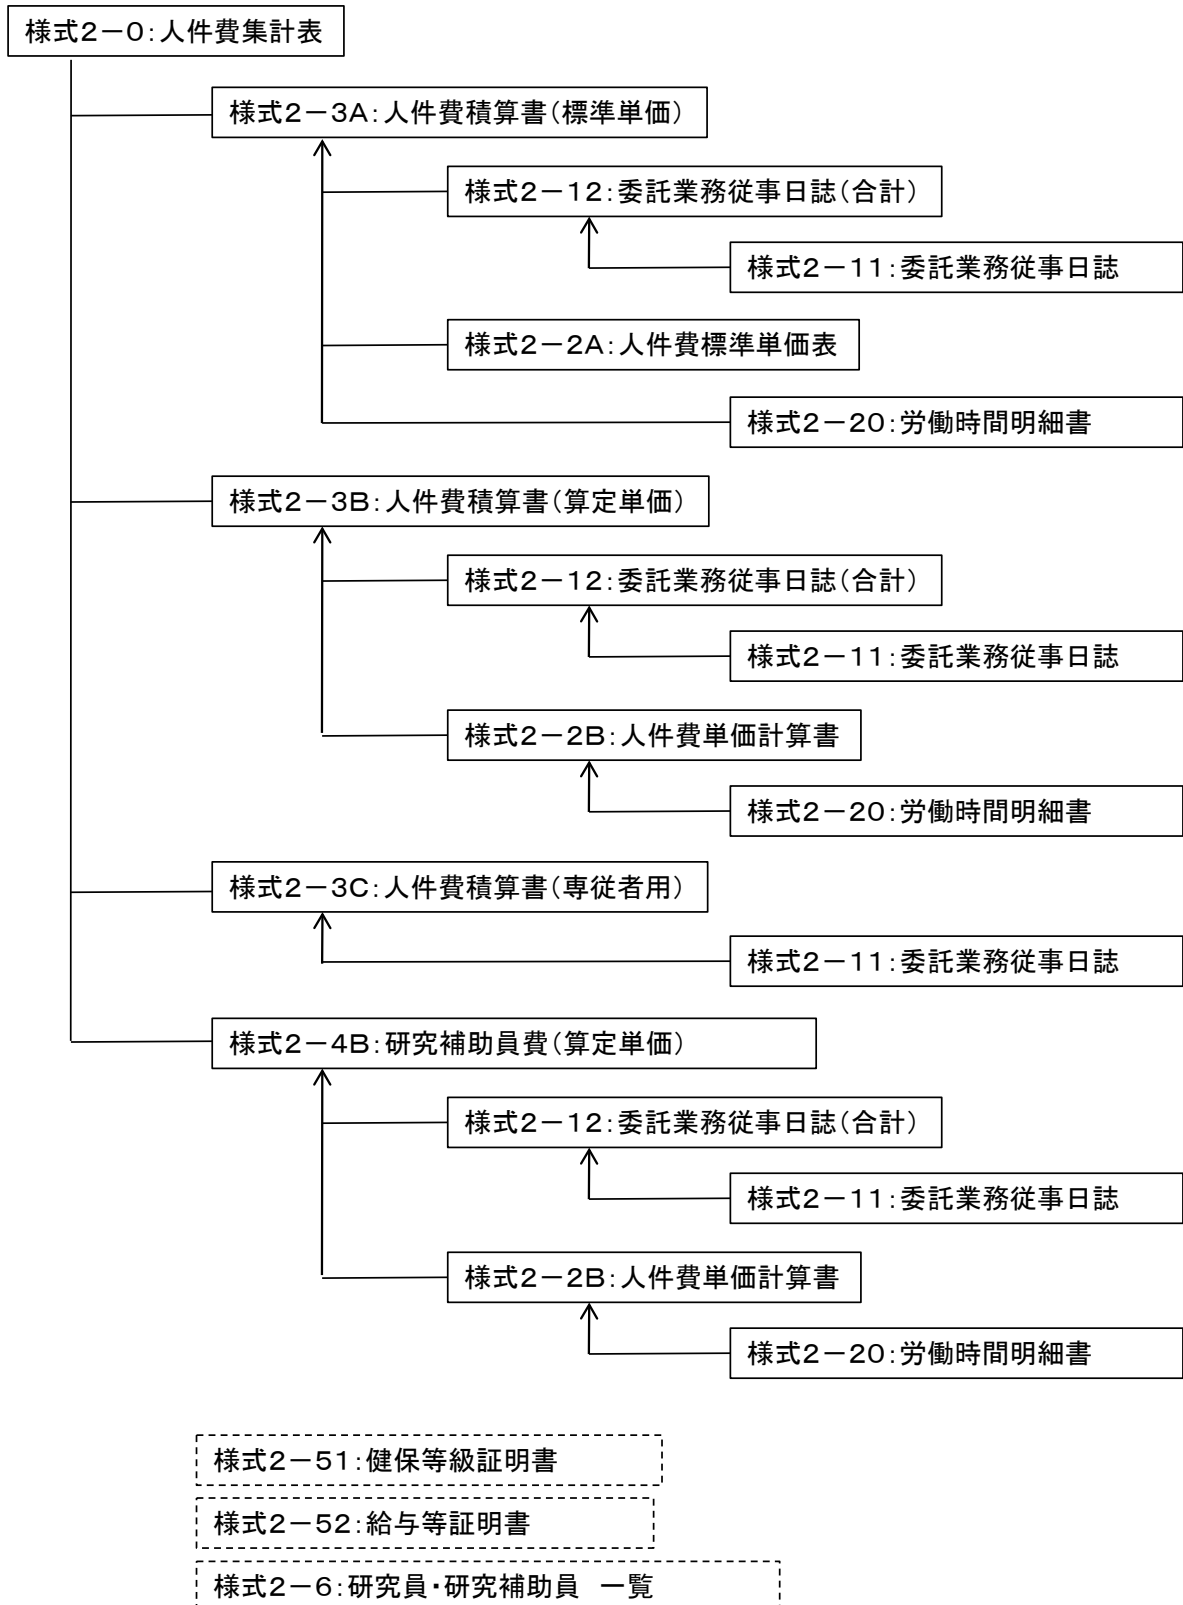 様式2－0：人件費集計表
様式2－3A：人件費積算書（標準単価）
様式2－12：委託業務従事日誌（合計）
様式2－11：委託業務従事日誌
様式2－2A：人件費標準単価表
様式2－20：労働時間明細書
様式2－3B：人件費積算書（算定単価）
様式2－12：委託業務従事日誌（合計）
様式2－11：委託業務従事日誌
様式2－2B：人件費単価計算書
様式2－20：労働時間明細書
様式2－3C：人件費積算書（専従者用）
様式2－11：委託業務従事日誌
様式2－4B：研究補助員費（算定単価）
様式2－12：委託業務従事日誌（合計）
様式2－11：委託業務従事日誌
様式2－2B：人件費単価計算書
様式2－20：労働時間明細書
様式2－51：健保等級証明書
様式2－52：給与等証明書
様式2－6：研究員・研究補助員　一覧